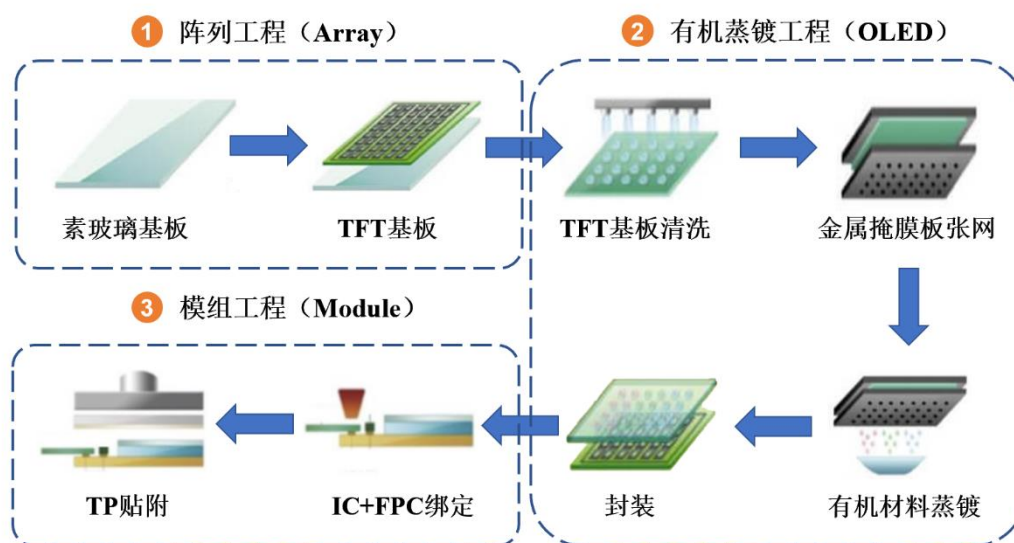 1 阵列工程（Array）
2 有机蒸镀工程（OLED）
素玻璃基板
TFT基板
TFT基板清洗
金属掩膜板张网
3 模组工程（Module）
TP贴附
IC+FPC绑定
封装
有机材料蒸镀